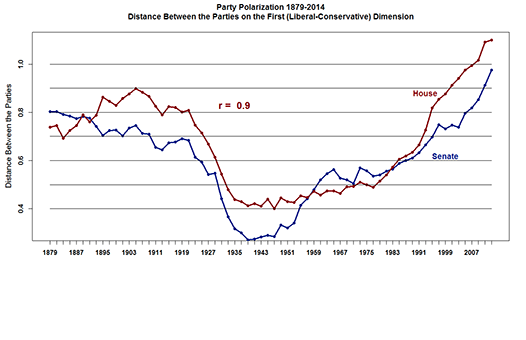 Party Polarization 1879-2014
Distance Between the Parties on the First (Liberal-Conservative) Dimension
Distance Between the Parties
1.0
0.8
0.6
0.4
House
r = 0.9
Senate
1879 1887 1895 1903 1911 1919 1927 1935 1943 1951 1959 1967 1975 1983 1991 1999 2007